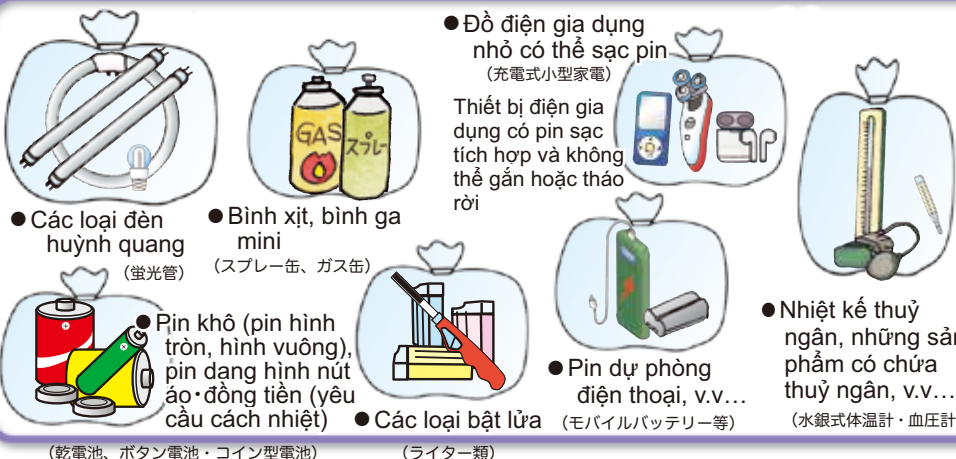 ● Các loại đèn
huỳnh quang
（蛍光管）
GAS
スプレー
● Bình xịt, bình ga
mini
（スプレー缶、ガス缶）
● Đồ điện gia dụng
nhỏ có thể sạc pin
（充電式小型家電）
Thiết bị điện gia
dụng có pin sạc
tích hợp và không
thể gắn hoặc tháo
rời
● Pin khô (pin hình
tròn, hình vuông),
pin dang hình nút
áo・đồng tiền (yêu
cầu cách nhiệt)
（乾電池、ボタン電池・コイン型電池）
● Các loại bật lửa
（ライター類）
● Pin dự phòng
điện thoại, v.v…
（モバイルバッテリー等）
● Nhiệt kế thuỷ
ngân, những sản
phẩm có chứa
thuỷ ngân, v.v…
（水銀式体温計・血圧計